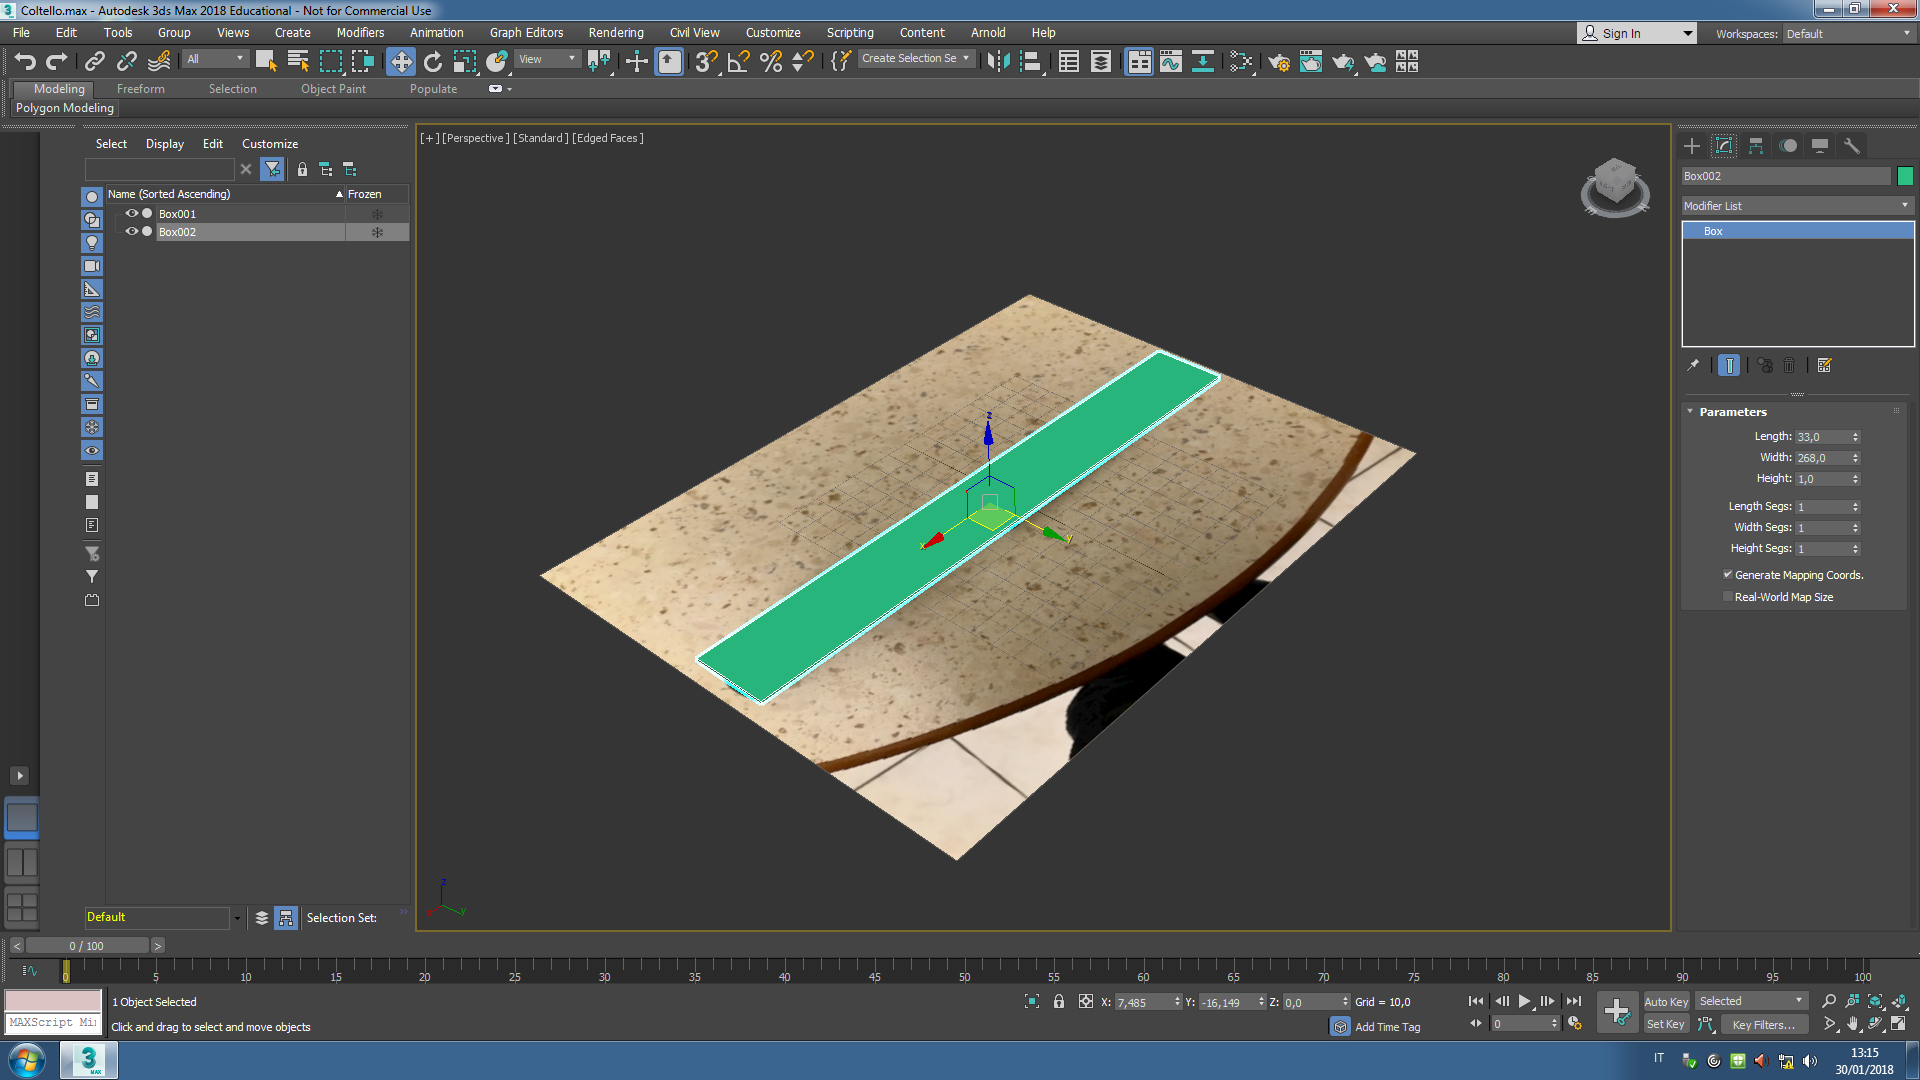 Coltello.max - Autodesk 3ds Max 2018 Educational - Not for Commercial Use
File Edit Tools Group Views Create Modifiers Animation Graph Editors Rendering Civil View Customize Scripting Content Arnold Help
Sign In Workspaces: Default
All View Create Selection Se
Modeling Freeform Selection Object Paint Populate
Polygon Modeling
Select Display Edit Customize
[+] [Perspective] [Standard] [Edged Faces]
Name (Sorted Ascending) Frozen
Box001
Box002
Box002
Modifier List
Box
Parameters
Length: 33,0
Width: 268,0
Height: 1,0
Length Segs: 1
Width Segs: 1
Height Segs: 1
Generate Mapping Coords.
Real-World Map Size
z
x
y
z
y
Default Selection Set:
< 0 / 100 >
0 5 10 15 20 25 30 35 40 45 50 55 60 65 70 75 80 85 90 95 100
1 Object Selected
X: 7,485 Y: -16,149 Z: 0,0 Grid = 10,0
Auto Key Selected
MAXScript Mi
Click and drag to select and move objects
Add Time Tag
0
Set Key Key Filters...
3 MAX
IT
13:15
30/01/2018